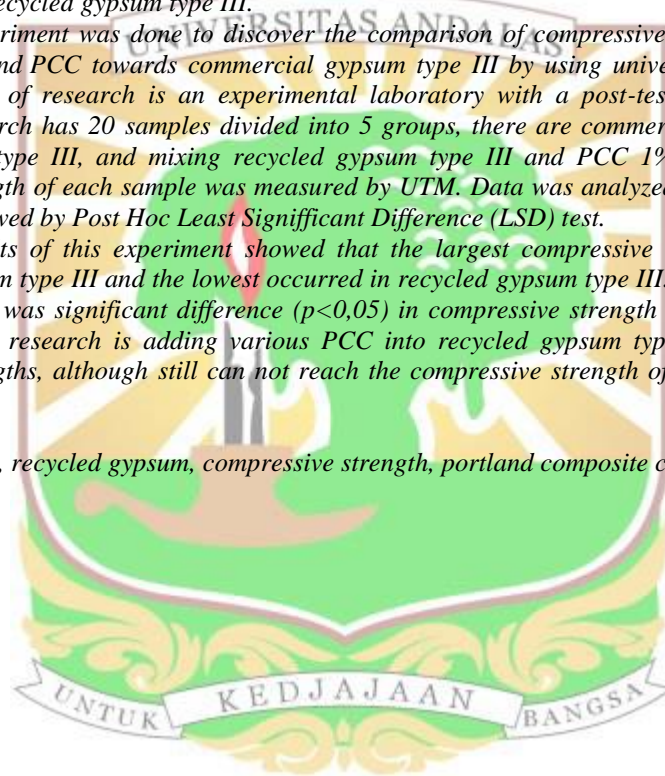 recycled gypsum type III.
UNIVERSITAS ANDALAS
eriment was done to discover the comparison of compressive
nd PCC towards commercial gypsum type III by using unive
of research is an experimental laboratory with a post-tes
rch has 20 samples divided into 5 groups, there are commer
type III, and mixing recycled gypsum type III and PCC 1%
gth of each sample was measured by UTM. Data was analyzed
wed by Post Hoc Least Signifficant Difference (LSD) test.
ts of this experiment showed that the largest compressive
m type III and the lowest occurred in recycled gypsum type III.
was significant difference (p<0,05) in compressive strength
research is adding various PCC into recycled gypsum typ
gths, although still can not reach the compressive strength of
, recycled gypsum, compressive strength, portland composite c
UNTUK KEDJAJAAN BANGSA